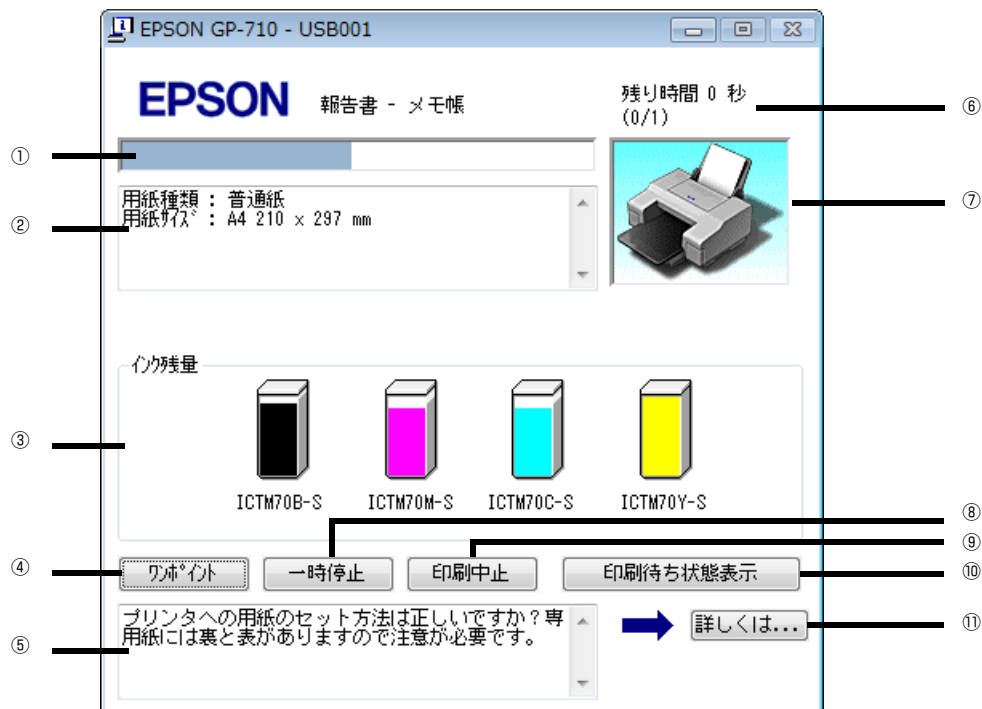 EPSON GP-710 - USB001
EPSON
報告書 - メモ帳
残り時間 0 秒
(0/1)
⑥
①
⑦
用紙種類 : 普通紙
用紙ｻｲｽﾞ : A4 210 x 297 mm
②
ｲﾝｸ残量
③
ICTM70B-S
ICTM70M-S
ICTM70C-S
ICTM70Y-S
⑧
⑨
④
ﾜﾝﾎﾟｲﾝﾄ
一時停止
印刷中止
印刷待ち状態表示
⑩
プリンタへの用紙のセット方法は正しいですか？専
用紙には裏と表がありますので注意が必要です。
⑤
詳しくは...
⑪